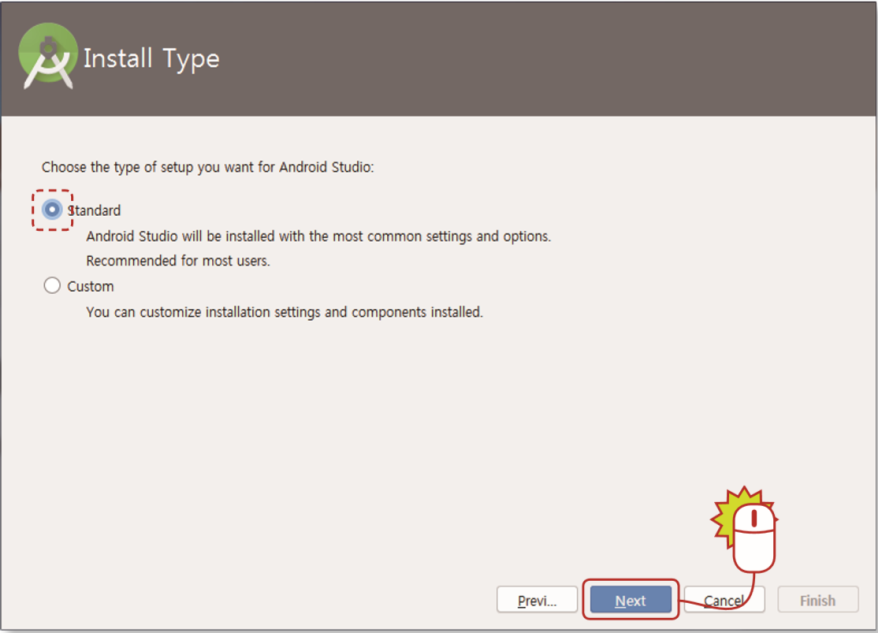 Install Type
Choose the type of setup you want for Android Studio:
Standard
Android Studio will be installed with the most common settings and options.
Recommended for most users.
Custom
You can customize installation settings and components installed.
Previ... Next Cancel Finish